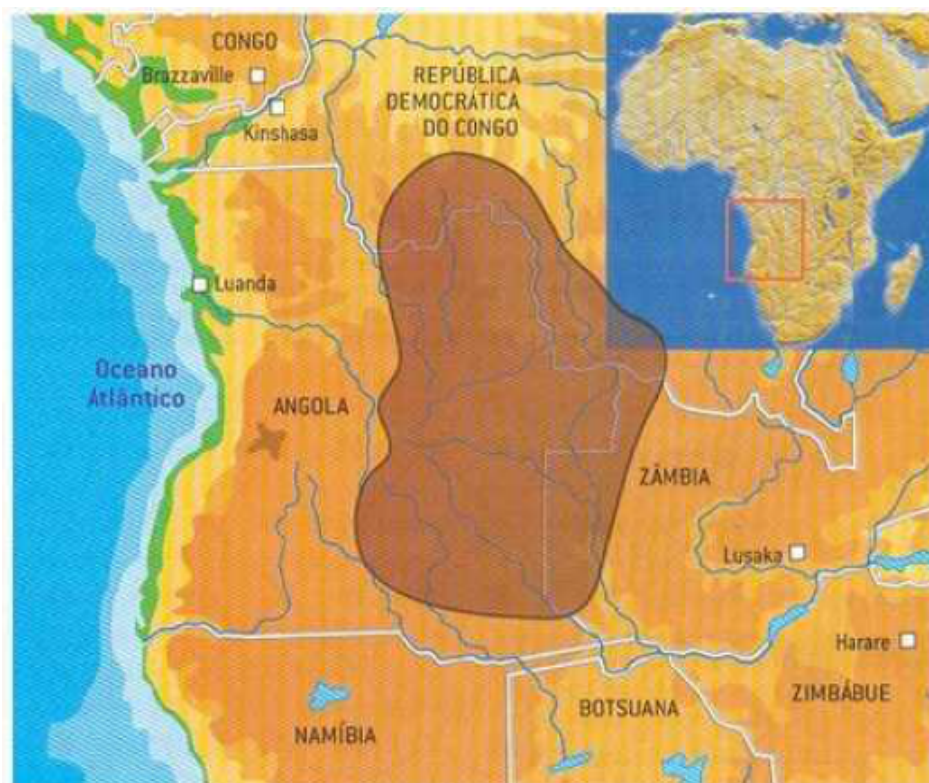 CONGO
Brazzaville
Kinshasa
REPÚBLICA
DEMOCRÁTICA
DO CONGO
Luanda
Oceano
Atlântico
ANGOLA
ZÂMBIA
Lusaka
Harare
ZIMBÁBUE
BOTSUANA
NAMÍBIA